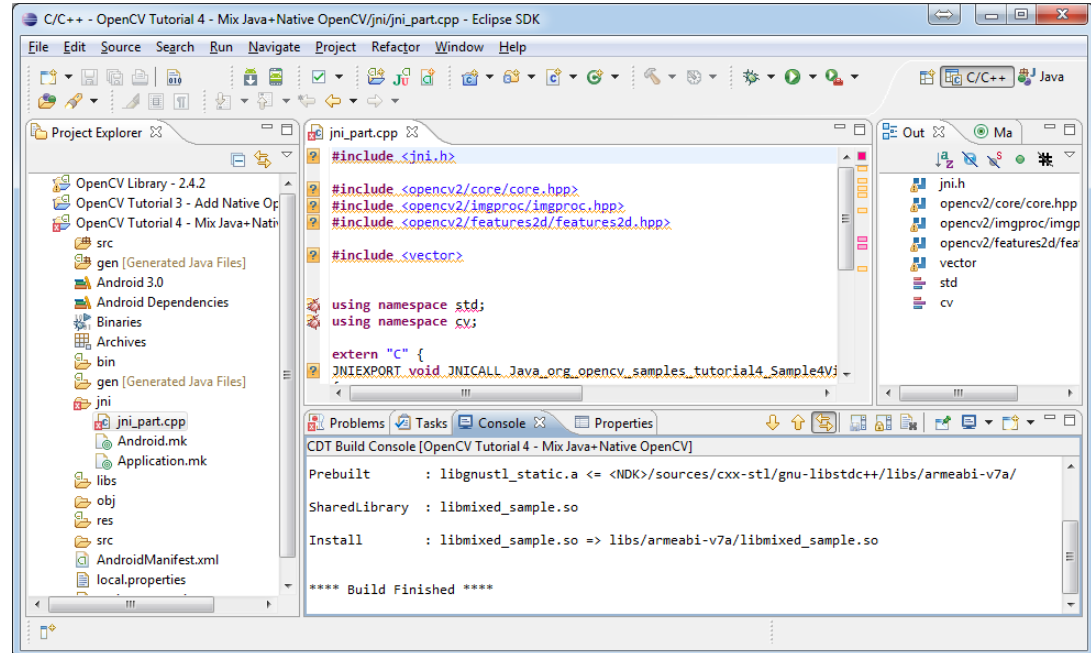 C/C++ - OpenCV Tutorial 4 - Mix Java+Native OpenCV/jni/jni_part.cpp - Eclipse SDK
File Edit Source Search Run Navigate Project Refactor Window Help
C/C++ Java
Project Explorer
OpenCV Library - 2.4.2
OpenCV Tutorial 3 - Add Native Op
OpenCV Tutorial 4 - Mix Java+Nati
src
gen [Generated Java Files]
Android 3.0
Android Dependencies
Binaries
Archives
bin
gen [Generated Java Files]
jni
jni_part.cpp
Android.mk
Application.mk
libs
obj
res
src
AndroidManifest.xml
local.properties
jni_part.cpp
#include <jni.h>
#include <opencv2/core/core.hpp>
#include <opencv2/imgproc/imgproc.hpp>
#include <opencv2/features2d/features2d.hpp>
#include <vector>
using namespace std;
using namespace cv;
extern "C" {
JNIEXPORT void JNICALL Java_org_opencv_samples_tutorial4_Sample4Vi
Out Ma
jni.h
opencv2/core/core.hpp
opencv2/imgproc/imgp
opencv2/features2d/fea
vector
std
cv
Problems Tasks Console Properties
CDT Build Console [OpenCV Tutorial 4 - Mix Java+Native OpenCV]
Prebuilt : libgnustl_static.a <= <NDK>/sources/cxx-stl/gnu-libstdc++/libs/armeabi-v7a/
SharedLibrary : libmixed_sample.so
Install : libmixed_sample.so => libs/armeabi-v7a/libmixed_sample.so
**** Build Finished ****